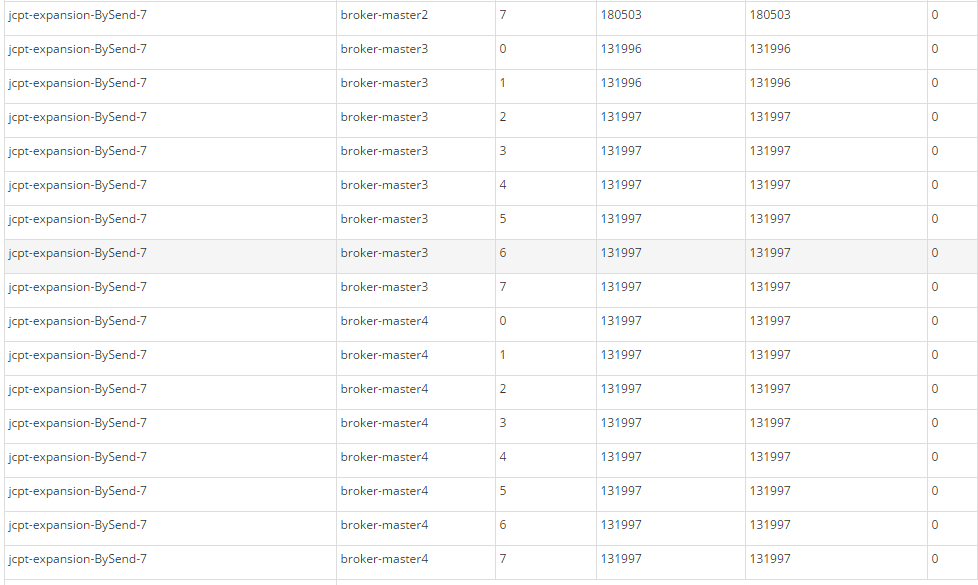 jcpt-expansion-BySend-7 broker-master2 7 180503 180503 0
jcpt-expansion-BySend-7 broker-master3 0 131996 131996 0
jcpt-expansion-BySend-7 broker-master3 1 131996 131996 0
jcpt-expansion-BySend-7 broker-master3 2 131997 131997 0
jcpt-expansion-BySend-7 broker-master3 3 131997 131997 0
jcpt-expansion-BySend-7 broker-master3 4 131997 131997 0
jcpt-expansion-BySend-7 broker-master3 5 131997 131997 0
jcpt-expansion-BySend-7 broker-master3 6 131997 131997 0
jcpt-expansion-BySend-7 broker-master3 7 131997 131997 0
jcpt-expansion-BySend-7 broker-master4 0 131997 131997 0
jcpt-expansion-BySend-7 broker-master4 1 131997 131997 0
jcpt-expansion-BySend-7 broker-master4 2 131997 131997 0
jcpt-expansion-BySend-7 broker-master4 3 131997 131997 0
jcpt-expansion-BySend-7 broker-master4 4 131997 131997 0
jcpt-expansion-BySend-7 broker-master4 5 131997 131997 0
jcpt-expansion-BySend-7 broker-master4 6 131997 131997 0
jcpt-expansion-BySend-7 broker-master4 7 131997 131997 0